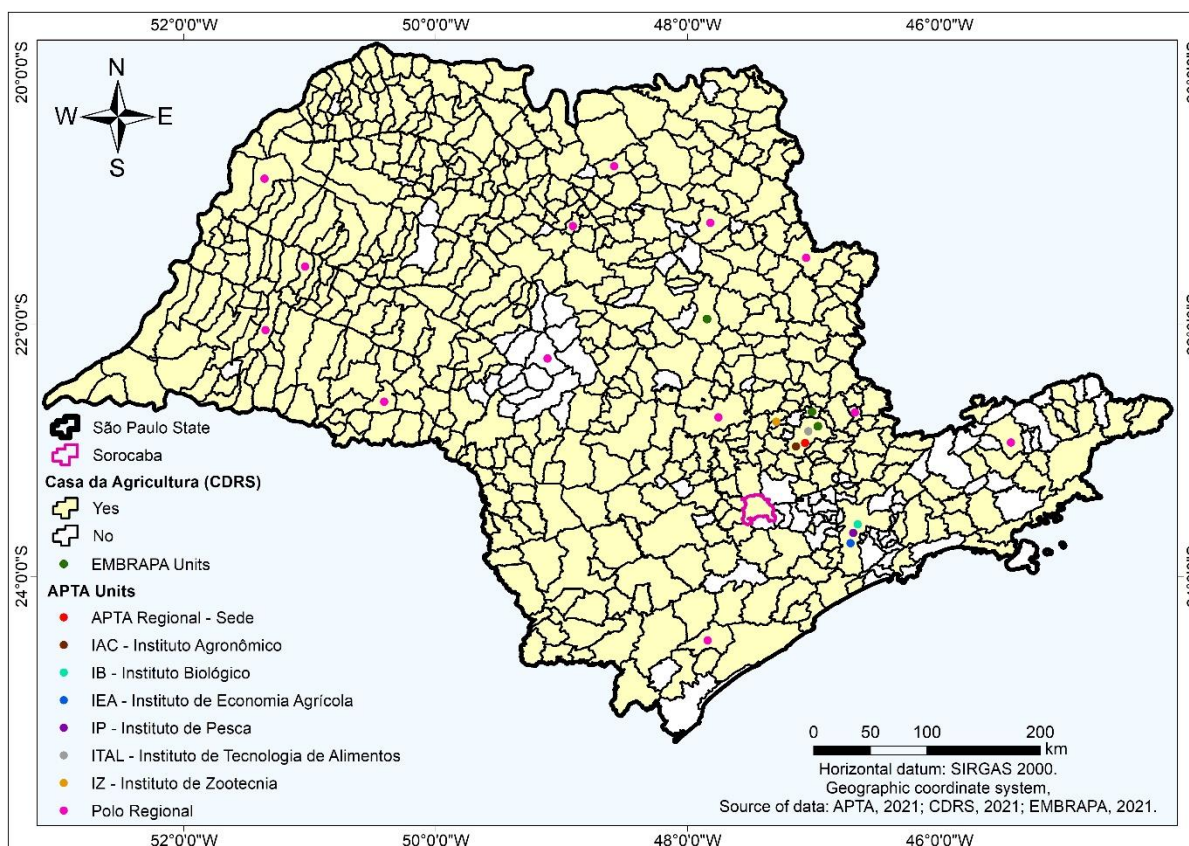 52°0'0"W
50°0'0"W
48°0'0"W
46°0'0"W
20°0'0"S
22°0'0"S
24°0'0"S
N
W
E
S
São Paulo State
Sorocaba
Casa da Agricultura (CDRS)
Yes
No
EMBRAPA Units
APTA Units
APTA Regional - Sede
IAC - Instituto Agronômico
IB - Instituto Biológico
IEA - Instituto de Economia Agrícola
IP - Instituto de Pesca
ITAL - Instituto de Tecnologia de Alimentos
IZ - Instituto de Zootecnia
Polo Regional
0 50 100 200
km
Horizontal datum: SIRGAS 2000.
Geographic coordinate system,
Source of data: APTA, 2021; CDRS, 2021; EMBRAPA, 2021.
52°0'0"W
50°0'0"W
48°0'0"W
46°0'0"W